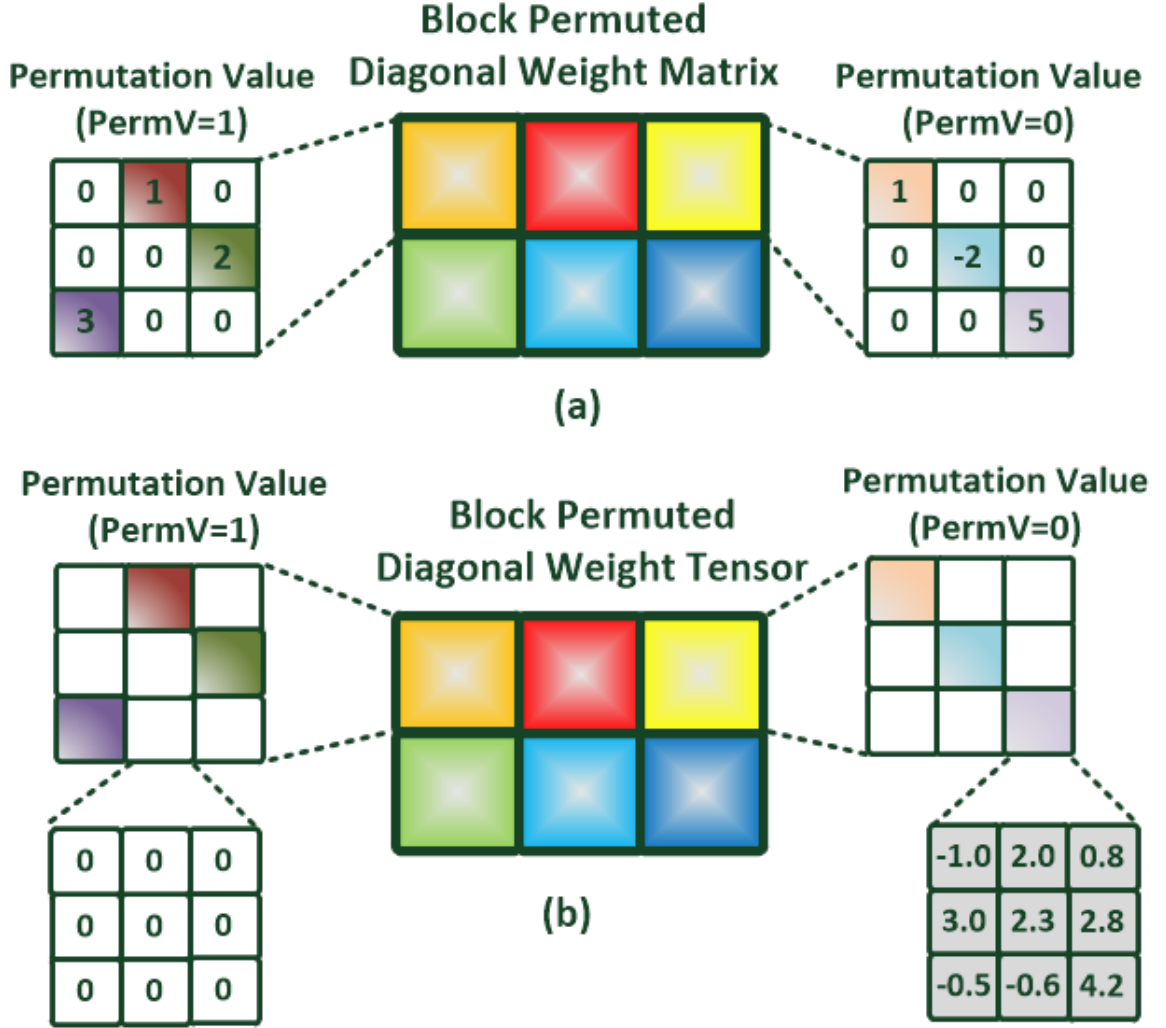 Block Permuted
Diagonal Weight Matrix
Permutation Value
(PermV=1)
Permutation Value
(PermV=0)
0 1 0
0 0 2
3 0 0
1 0 0
0 -2 0
0 0 5
(a)
Permutation Value
(PermV=1)
Block Permuted
Diagonal Weight Tensor
Permutation Value
(PermV=0)
0 0 0
0 0 0
0 0 0
-1.0 2.0 0.8
3.0 2.3 2.8
-0.5 -0.6 4.2
(b)